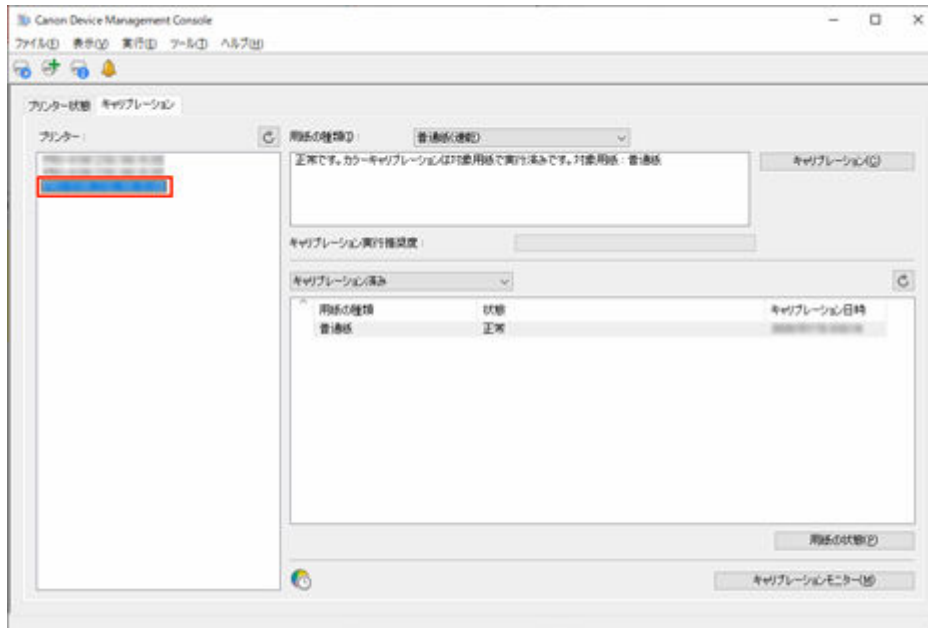 Canon Device Management Console
ファイル(F) 表示(V) 実行(E) ツール(T) ヘルプ(H)
プリンター状態 キャリブレーション
プリンター:
用紙の種類(I): 普通紙(速乾)
正常です。カラーキャリブレーションは対象用紙で実行済みです。対象用紙:普通紙
キャリブレーション(C)
キャリブレーション実行推奨度:
キャリブレーション済み
用紙の種類 状態 キャリブレーション日時
普通紙 正常
用紙の状態(P)
キャリブレーションモニター(M)